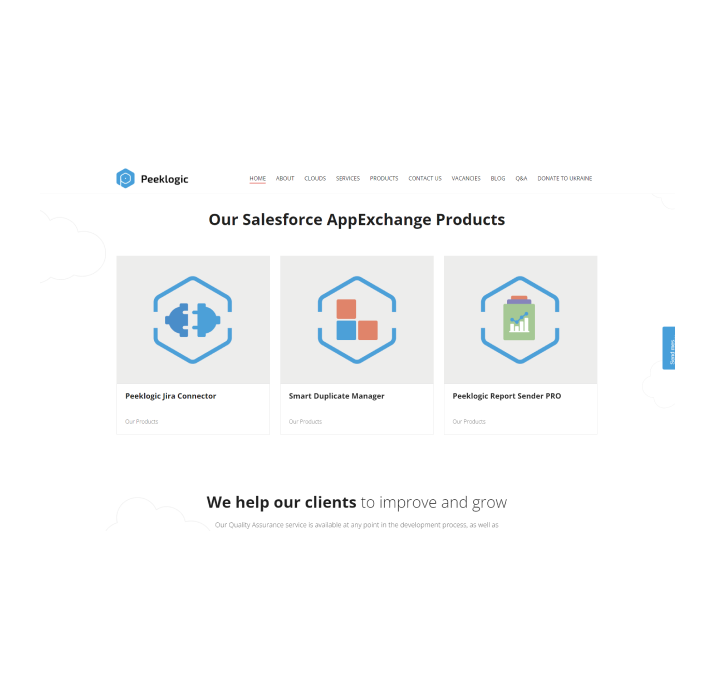 Peeklogic
HOME ABOUT CLOUDS SERVICES PRODUCTS CONTACT US VACANCIES BLOG Q&A DONATE TO UKRAINE
Our Salesforce AppExchange Products
Peeklogic Jira Connector
Our Products
Smart Duplicate Manager
Our Products
Peeklogic Report Sender PRO
Our Products
We help our clients to improve and grow
Our Quality Assurance service is available at any point in the development process, as well as
Send